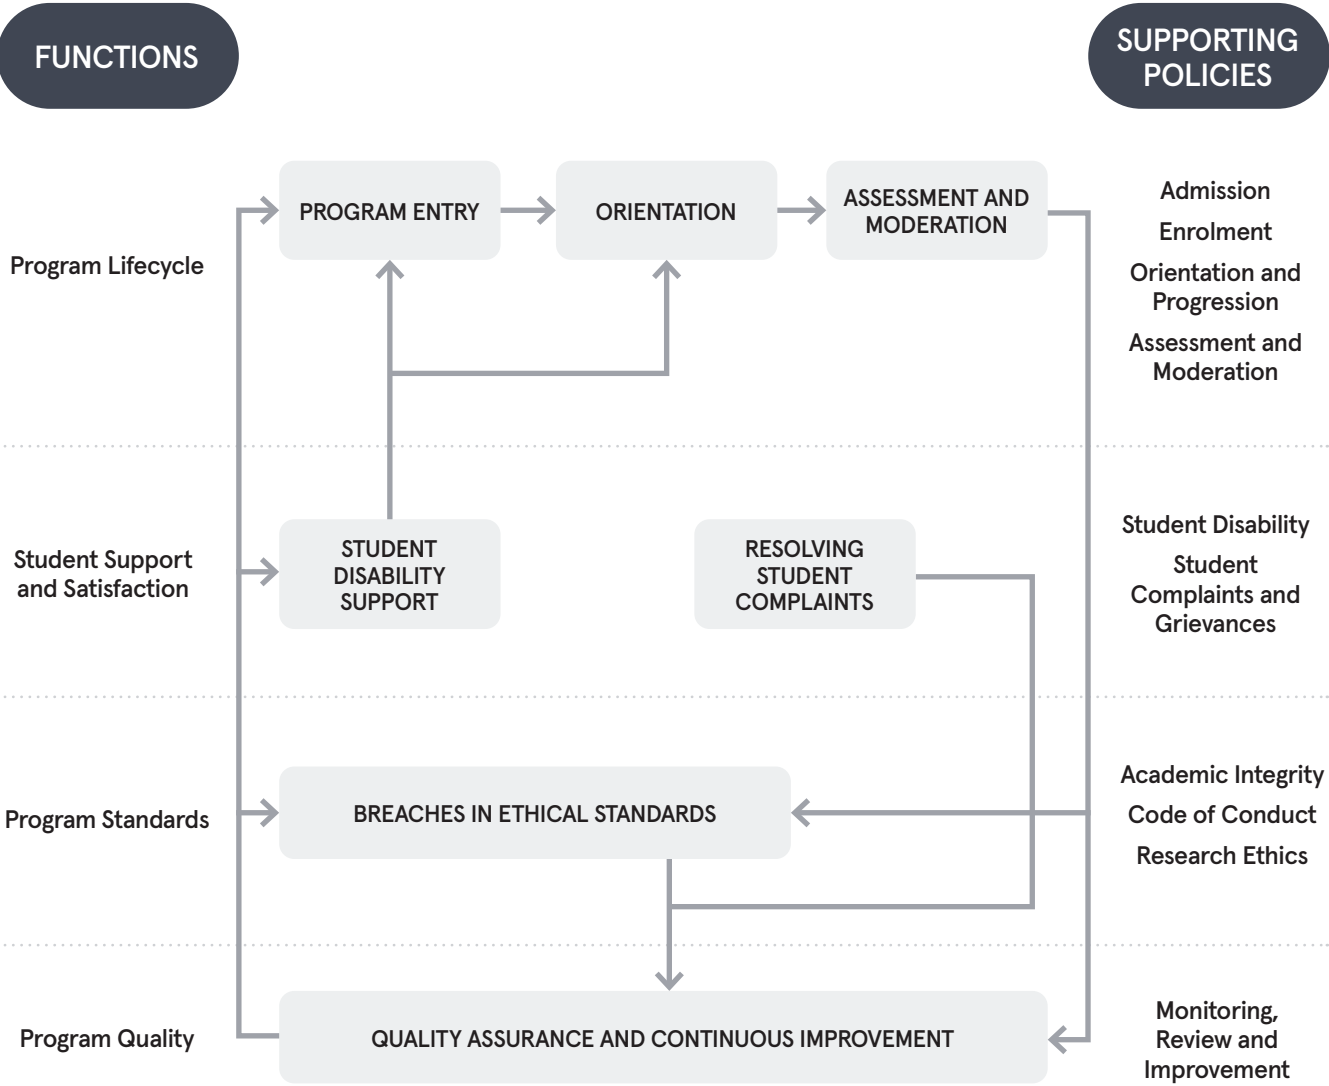 FUNCTIONS
SUPPORTING
POLICIES
Program Lifecycle
PROGRAM ENTRY
ORIENTATION
ASSESSMENT AND
MODERATION
Admission
Enrolment
Orientation and
Progression
Assessment and
Moderation
Student Support
and Satisfaction
STUDENT
DISABILITY
SUPPORT
RESOLVING
STUDENT
COMPLAINTS
Student Disability
Student
Complaints and
Grievances
Program Standards
BREACHES IN ETHICAL STANDARDS
Academic Integrity
Code of Conduct
Research Ethics
Program Quality
QUALITY ASSURANCE AND CONTINUOUS IMPROVEMENT
Monitoring,
Review and
Improvement